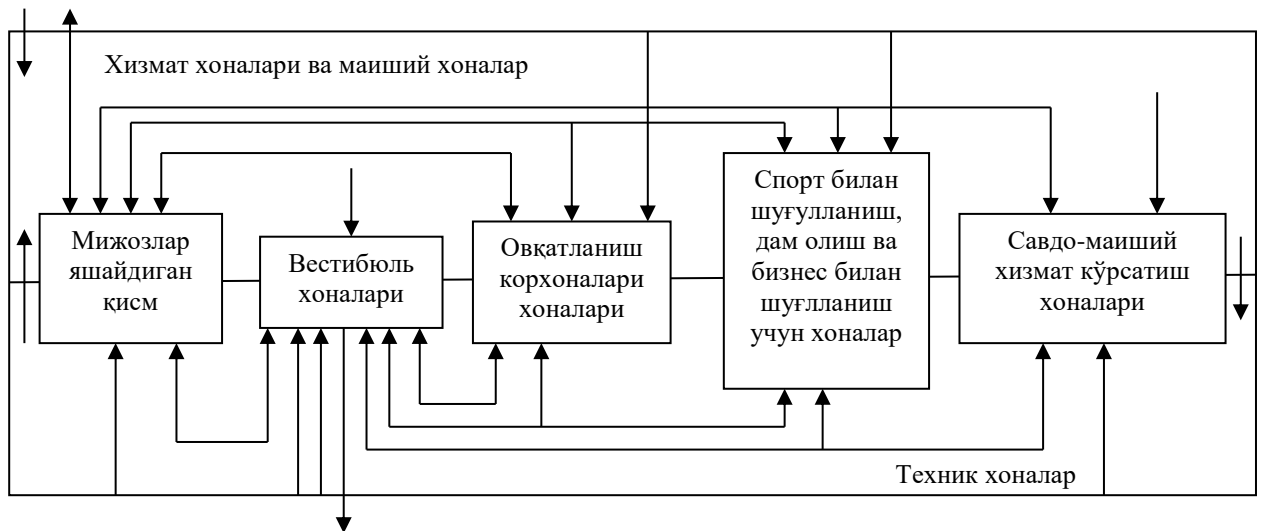 Хизмат хоналари ва маиший хоналар
Мижозлар
яшайдиган
қисм
Вестибюль
хоналари
Овқатланиш
корхоналари
хоналари
Спорт билан
шуғулланиш,
дам олиш ва
бизнес билан
шуғлланиш
учун хоналар
Савдо-маиший
хизмат кўрсатиш
хоналари
Техник хоналар